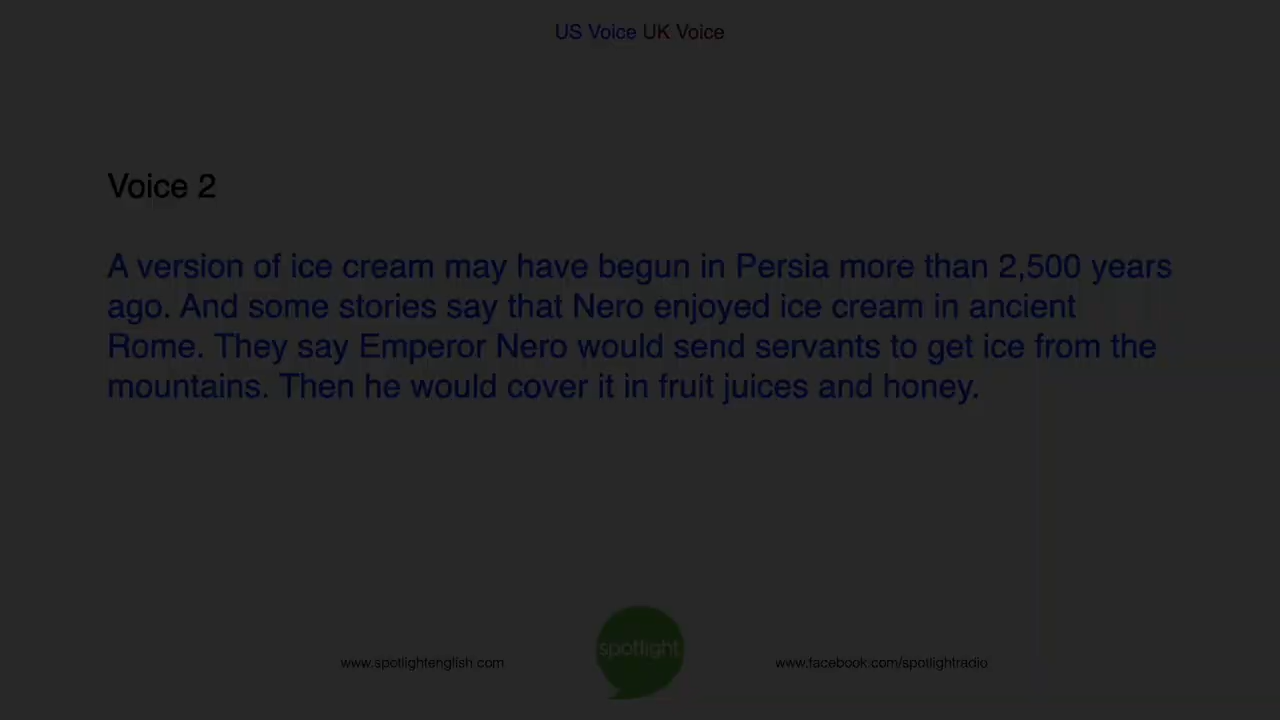 US Voice UK Voice
Voice 2
A version of ice cream may have begun in Persia more than 2,500 years
ago. And some stories say that Nero enjoyed ice cream in ancient
Rome. They say Emperor Nero would send servants to get ice from the
mountains. Then he would cover it in fruit juices and honey.
www.spotlightenglish.com
spotlight
www.facebook.com/spotlightradio